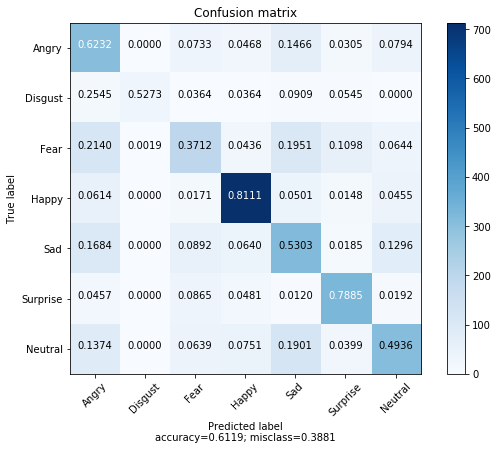 Confusion matrix
True label
Angry 0.6232 0.0000 0.0733 0.0468 0.1466 0.0305 0.0794
Disgust 0.2545 0.5273 0.0364 0.0364 0.0909 0.0545 0.0000
Fear 0.2140 0.0019 0.3712 0.0436 0.1951 0.1098 0.0644
Happy 0.0614 0.0000 0.0171 0.8111 0.0501 0.0148 0.0455
Sad 0.1684 0.0000 0.0892 0.0640 0.5303 0.0185 0.1296
Surprise 0.0457 0.0000 0.0865 0.0481 0.0120 0.7885 0.0192
Neutral 0.1374 0.0000 0.0639 0.0751 0.1901 0.0399 0.4936
Angry Disgust Fear Happy Sad Surprise Neutral
Predicted label
accuracy=0.6119; misclass=0.3881
700
600
500
400
300
200
100
0